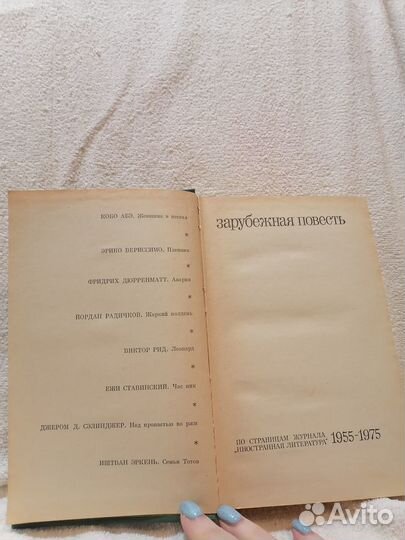 КОБО АБЭ. Женщина в песках
*
ЭРИКО ВЕРИССИМО. Пленник
*
ФРИДРИХ ДЮРРЕНМАТТ. Авария
*
ЙОРДАН РАДИЧКОВ. Жаркий полдень
*
ВИКТОР РИД. Леопард
*
ЕЖИ СТАВИНСКИЙ. Час пик
*
ДЖЕРОМ Д. СЭЛИНДЖЕР. Над пропастью во ржи
*
ИШТВАН ЭРКЕНЬ. Семья Тотов
зарубежная повесть
ПО СТРАНИЦАМ ЖУРНАЛА
„ИНОСТРАННАЯ ЛИТЕРАТУРА” 1955-1975
Avito